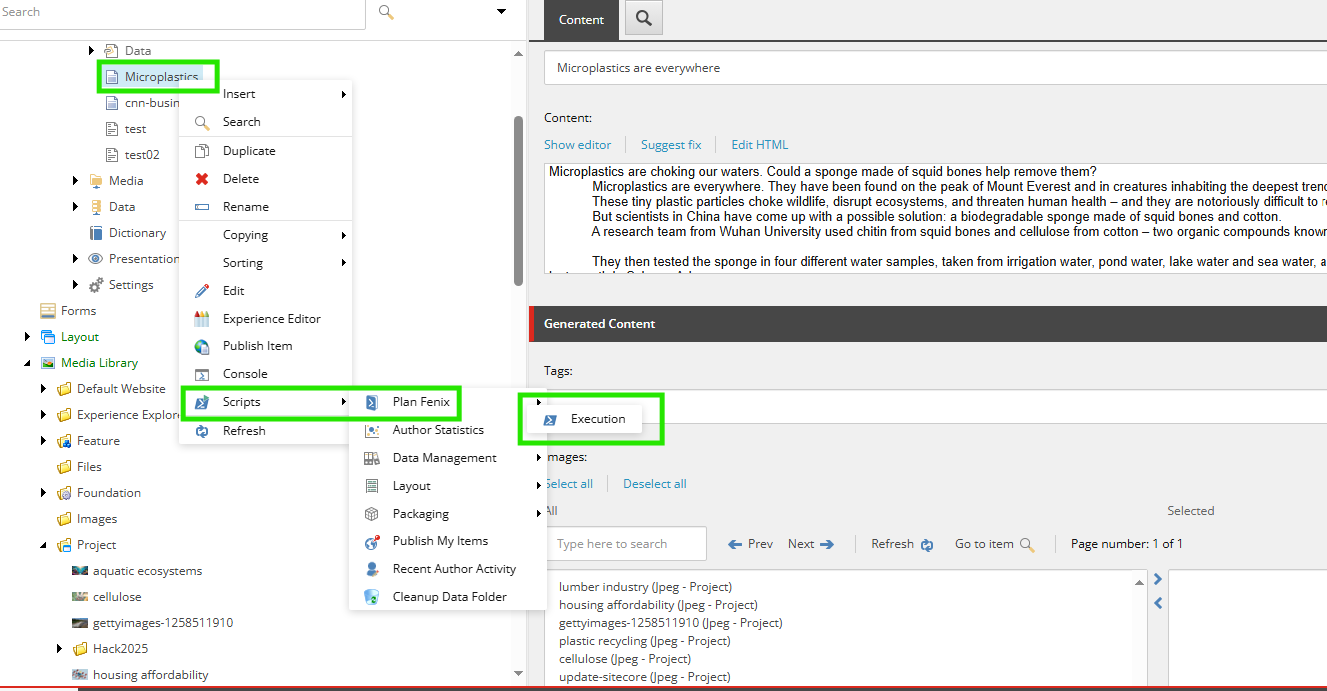 Search
Data
Microplastics
cnn-busin
test
test02
Media
Data
Dictionary
Presentation
Settings
Forms
Layout
Media Library
Default Website
Experience Explor
Feature
Files
Foundation
Images
Project
aquatic ecosystems
cellulose
gettyimages-1258511910
Hack2025
housing affordability
Insert
Search
Duplicate
Delete
Rename
Copying
Sorting
Edit
Experience Editor
Publish Item
Console
Scripts
Refresh
Plan Fenix
Author Statistics
Data Management
Layout
Packaging
Publish My Items
Recent Author Activity
Cleanup Data Folder
Execution
Content
Microplastics are everywhere
Content:
Show editor Suggest fix Edit HTML
Microplastics are choking our waters. Could a sponge made of squid bones help remove them?
Microplastics are everywhere. They have been found on the peak of Mount Everest and in creatures inhabiting the deepest trenc
These tiny plastic particles choke wildlife, disrupt ecosystems, and threaten human health – and they are notoriously difficult to r
But scientists in China have come up with a possible solution: a biodegradable sponge made of squid bones and cotton.
A research team from Wuhan University used chitin from squid bones and cellulose from cotton – two organic compounds known
They then tested the sponge in four different water samples, taken from irrigation water, pond water, lake water and sea water, a
Generated Content
Tags:
mages:
Select all Deselect all
All Selected
Type here to search Prev Next Refresh Go to item Page number: 1 of 1
lumber industry (Jpeg - Project)
housing affordability (Jpeg - Project)
gettyimages-1258511910 (Jpeg - Project)
plastic recycling (Jpeg - Project)
cellulose (Jpeg - Project)
update-sitecore (Jpeg - Project)